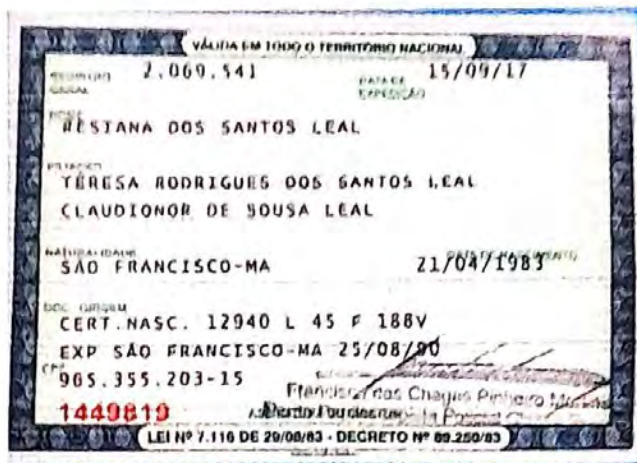 VÁLIDA EM TODO O TERRITÓRIO NACIONAL
REGISTRO GERAL 2.060.541 DATA DE EXPEDIÇÃO 15/09/17
NOME
RESIANA DOS SANTOS LEAL
FILIAÇÃO
TERESA RODRIGUES DOS SANTOS LEAL
CLAUDIONOR DE SOUSA LEAL
NATURALIDADE DATA DE NASCIMENTO
SÃO FRANCISCO-MA 21/04/1983
DOC. ORIGEM
CERT.NASC. 12940 L 45 F 188V
EXP SÃO FRANCISCO-MA 25/08/90
CPF
905.355.203-15
Francisco das Chagas Pinheiro
1449819
LEI Nº 7.116 DE 29/08/83 - DECRETO Nº 89.250/83